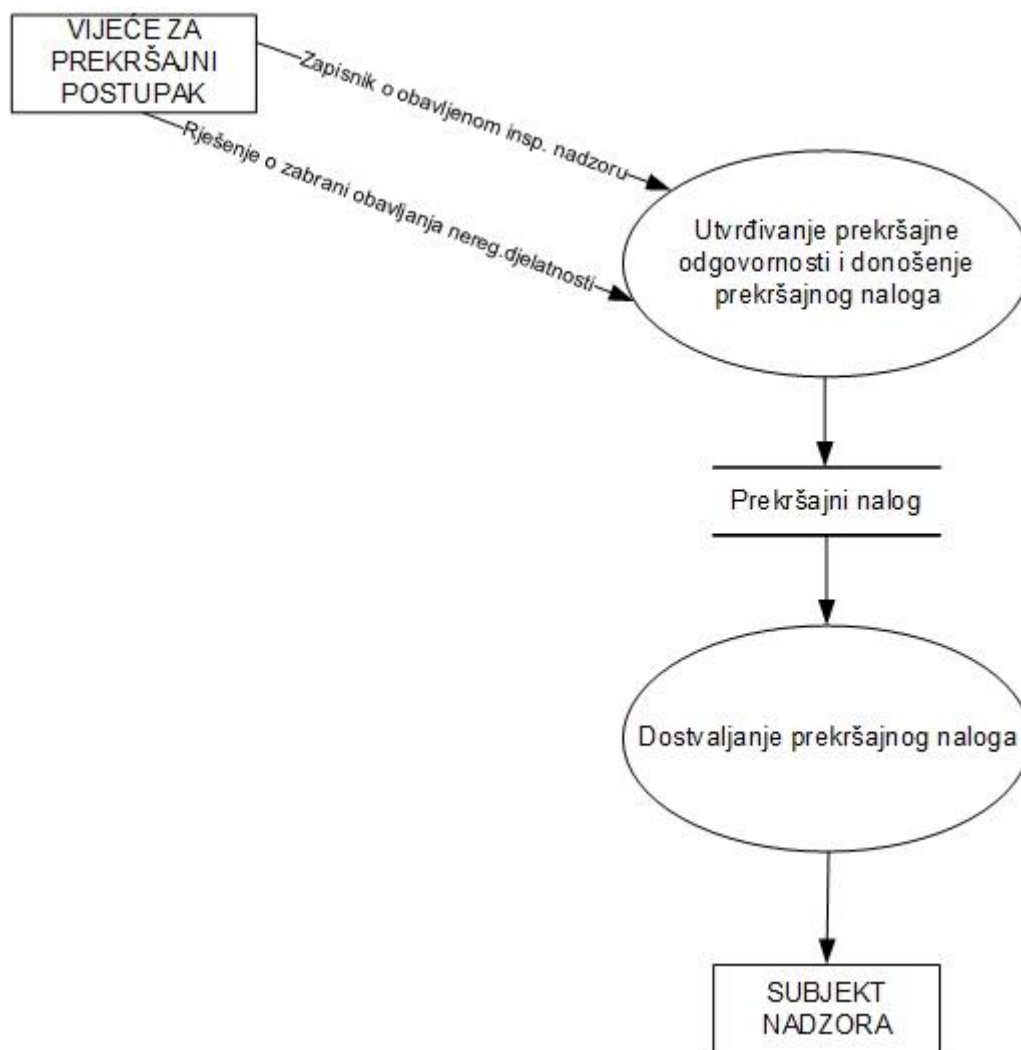 VIJEĆE ZA
PREKRŠAJNI
POSTUPAK
Zapisnik o obavljenom insp. nadzoru
Rješenje o zabrani obavljanja nereg.djelatnosti
Utvrđivanje prekršajne
odgovornosti i donošenje
prekršajnog naloga
Prekršajni nalog
Dostvaljanje prekršajnog naloga
SUBJEKT
NADZORA